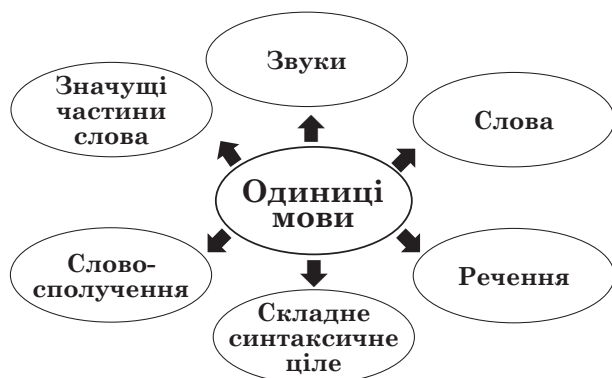 Звуки
Значущі
частини
слова
Слова
Одиниці
мови
Слово-
сполучення
Речення
Складне
синтаксичне
ціле